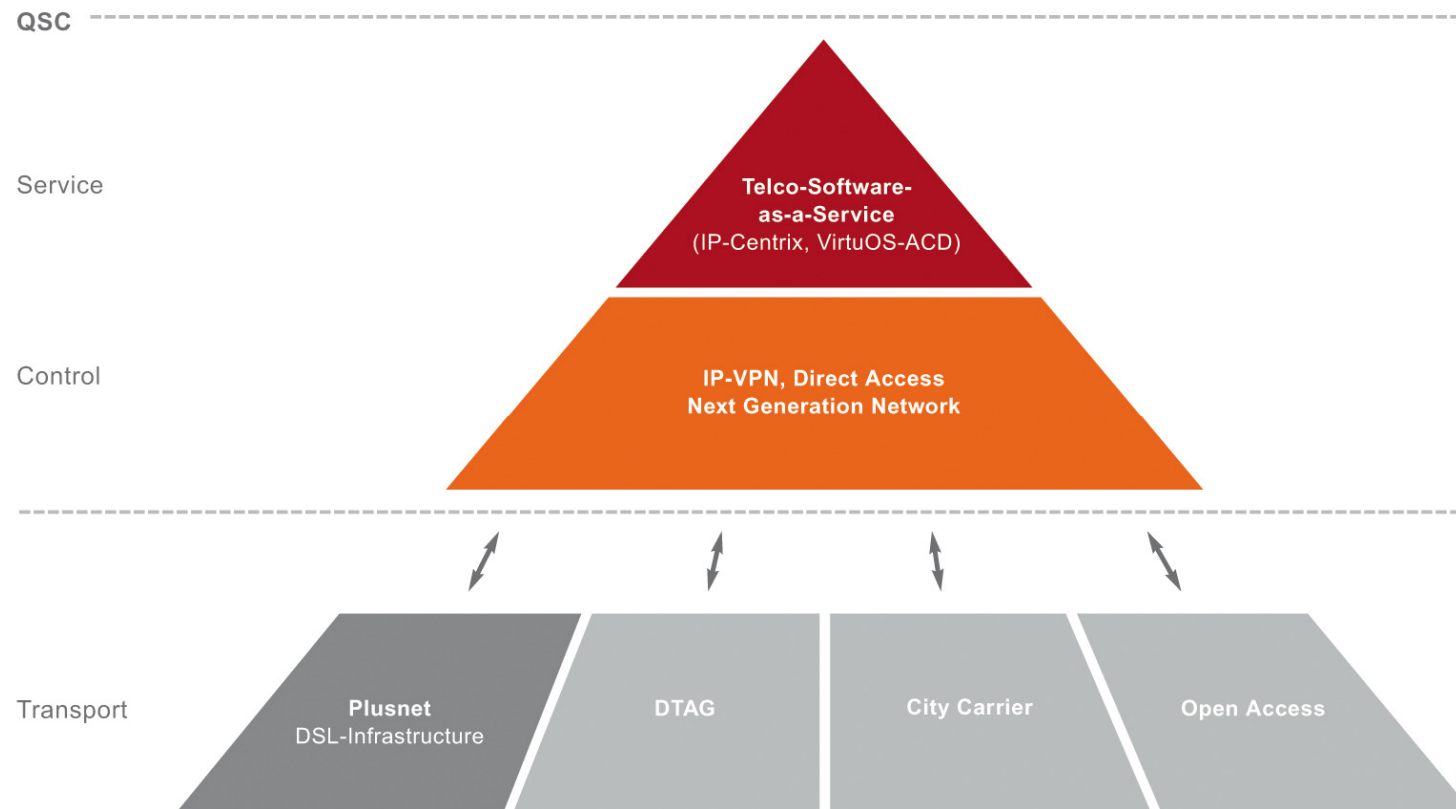 QSC
Service
Telco-Software-
as-a-Service
(IP-Centrix, VirtuOS-ACD)
Control
IP-VPN, Direct Access
Next Generation Network
Transport
Plusnet
DSL-Infrastructure
DTAG
City Carrier
Open Access